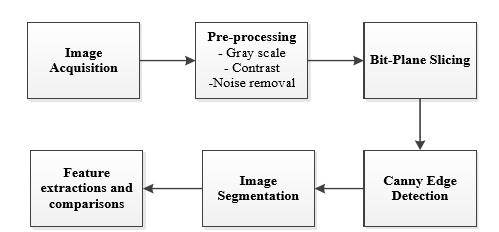 Image
Acquisition
Pre-processing
- Gray scale
- Contrast
-Noise removal
Bit-Plane Slicing
Canny Edge
Detection
Image
Segmentation
Feature
extractions and
comparisons